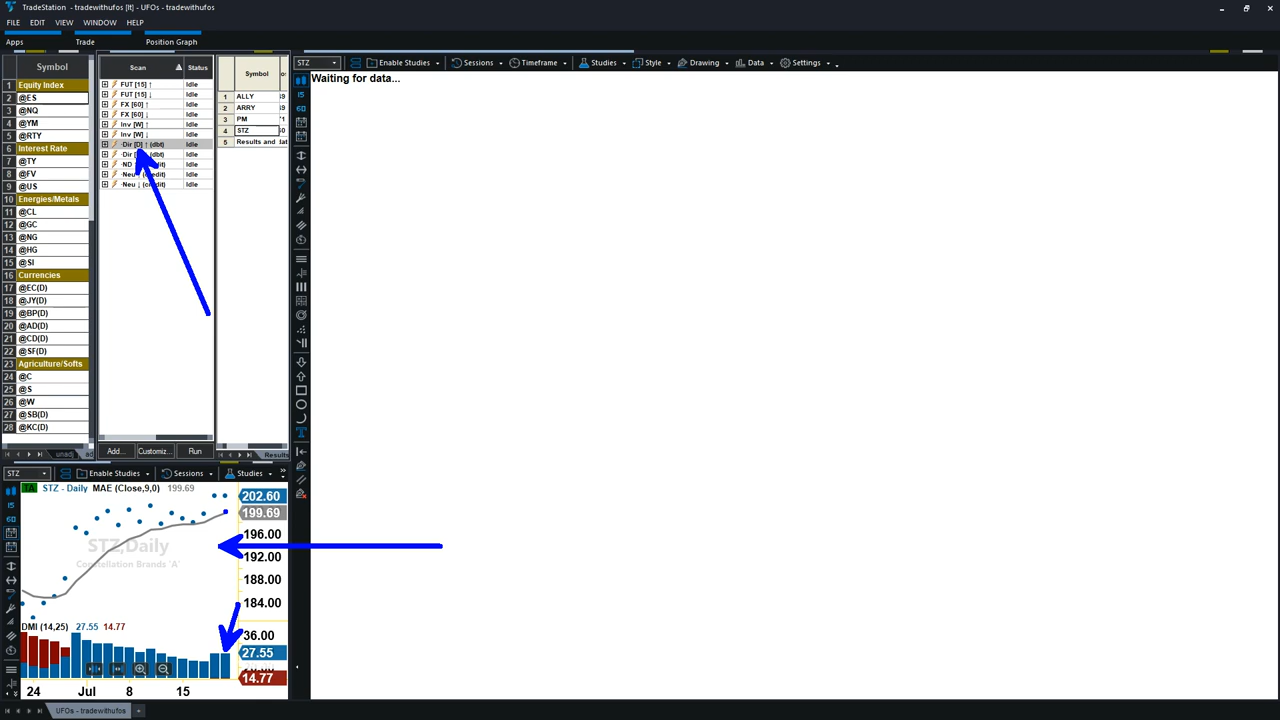 TradeStation - tradewithufos [lt] - UFOs - tradewithufos
FILE EDIT VIEW WINDOW HELP
Apps Trade Position Graph
Symbol
1 Equity Index
2 @ES
3 @NQ
4 @YM
5 @RTY
6 Interest Rate
7 @TY
8 @FV
9 @US
10 Energies/Metals
11 @CL
12 @GC
13 @NG
14 @HG
15 @SI
16 Currencies
17 @EC(D)
18 @JY(D)
19 @BP(D)
20 @AD(D)
21 @CD(D)
22 @SF(D)
23 Agriculture/Softs
24 @C
25 @S
26 @W
27 @SB(D)
28 @KC(D)
Scan Status
FUT [15] ↑ Idle
FUT [15] ↓ Idle
FX [60] ↑ Idle
FX [60] ↓ Idle
Inv [W] ↑ Idle
Inv [W] ↓ Idle
·Dir [D] ↑ (dbt) Idle
·Dir (dbt) Idle
·ND Idle
·Neu Idle
·Neu ↓ Idle
Add... Customiz... Run
Symbol
1 ALLY
2 ARRY
3 PM
4 STZ
5 Results and
Results
STZ Enable Studies Sessions Timeframe Studies Style Drawing Data Settings
Waiting for data...
STZ Enable Studies Sessions Studies
TA STZ - Daily MAE (Close,9,0) 199.69
STZ,Daily
Constellation Brands 'A'
202.60
199.69
196.00
192.00
188.00
184.00
DMI (14,25) 27.55 14.77
36.00
27.55
14.77
24 Jul 8 15
UFOs - tradewithufos +